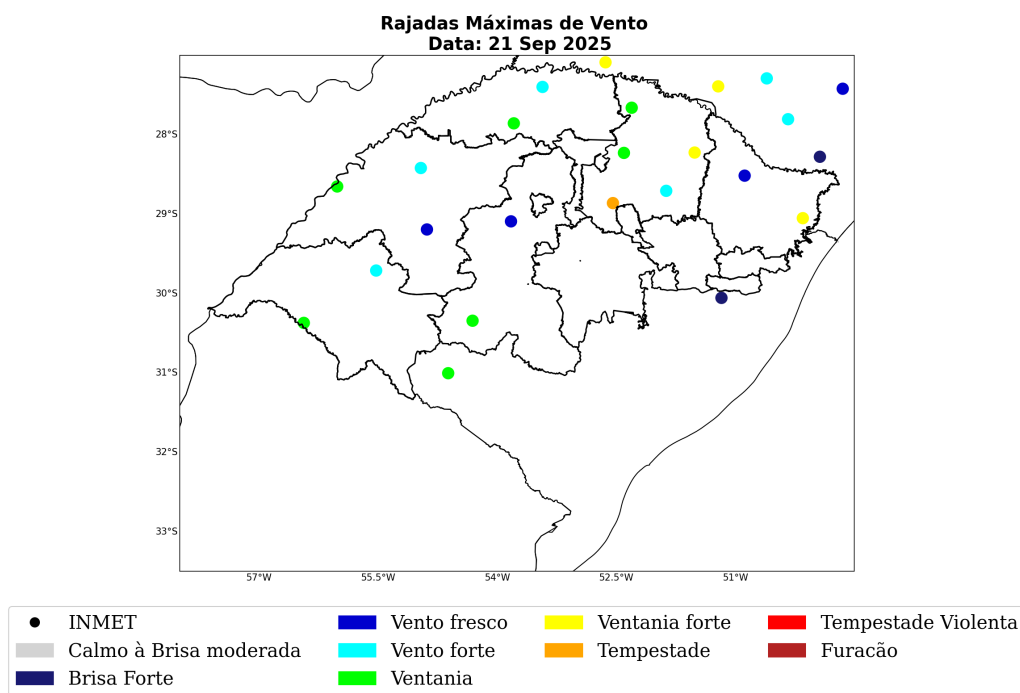 Rajadas Máximas de Vento
Data: 21 Sep 2025
28°S
29°S
30°S
31°S
32°S
33°S
57°W 55.5°W 54°W 52.5°W 51°W
INMET
Calmo à Brisa moderada
Brisa Forte
Vento fresco
Vento forte
Ventania
Ventania forte
Tempestade
Tempestade Violenta
Furacão